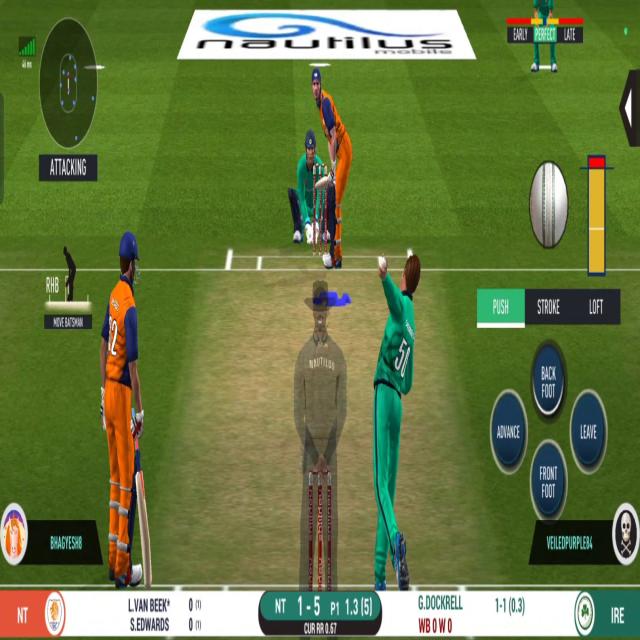 nautilus
mobile
EARLY PERFECT LATE
46 ms
ATTACKING
RHB
MOVE BATSMAN
NAUTILUS
50
PUSH STROKE LOFT
BACK FOOT
ADVANCE
LEAVE
FRONT FOOT
BHAGYESH8
VEILEDPURPLE84
NT
L.VAN BEEK* 0 (1)
S.EDWARDS 0 (1)
NT 1 - 5 P1 1.3 (5)
CUR RR 0.67
G.DOCKRELL 1-1 (0.3)
WB 0 W 0
IRE